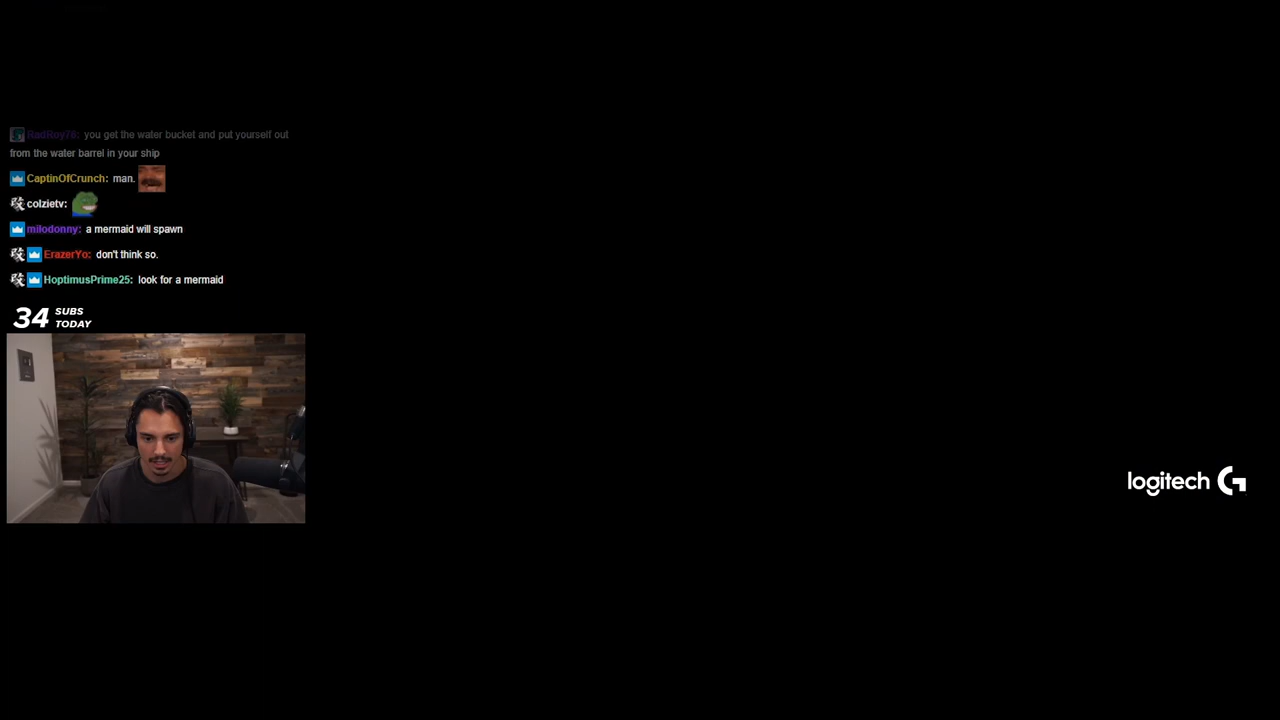 RadRoy76: you get the water bucket and put yourself out
from the water barrel in your ship
CaptinOfCrunch: man.
colzietv:
milodonny: a mermaid will spawn
ErazerYo: don't think so.
HoptimusPrime25: look for a mermaid
34 SUBS
TODAY
logitech G